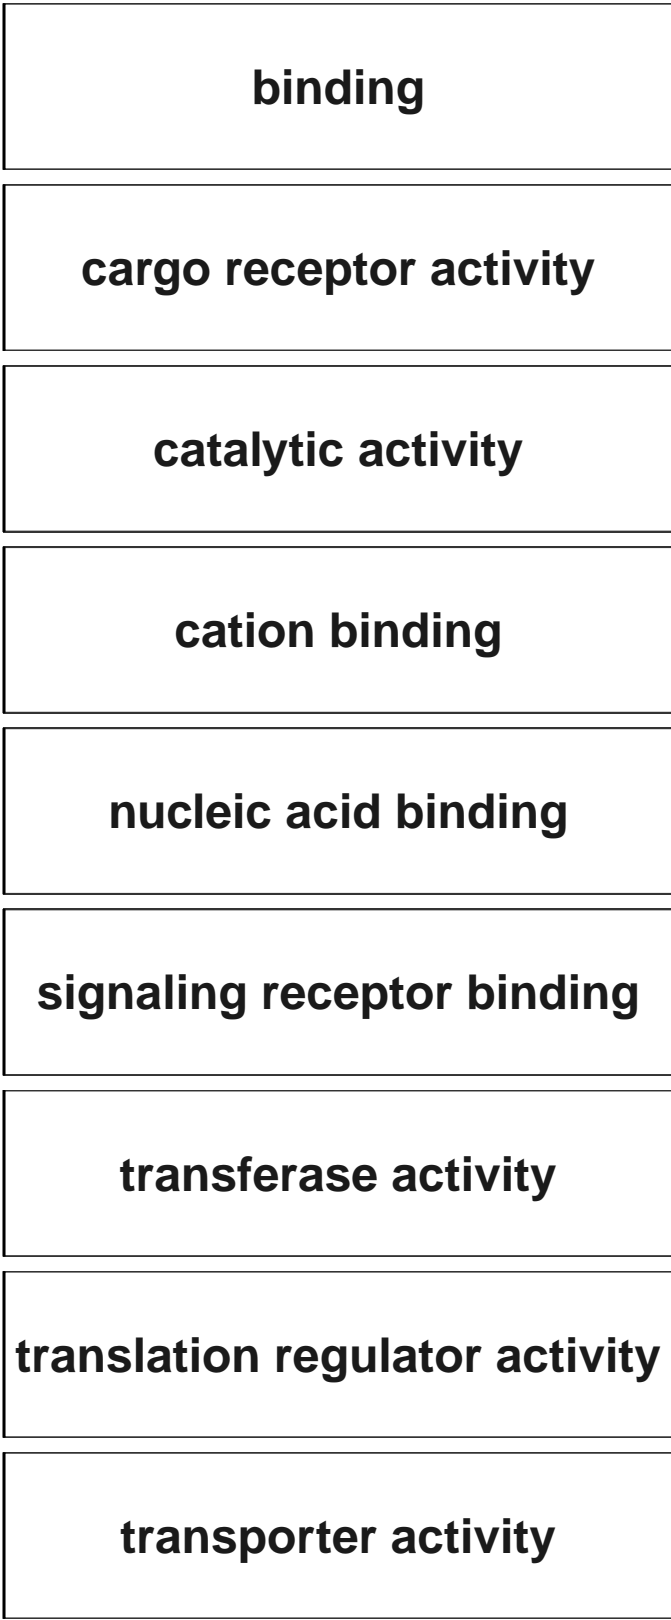 binding
cargo receptor activity
catalytic activity
cation binding
nucleic acid binding
signaling receptor binding
transferase activity
translation regulator activity
transporter activity